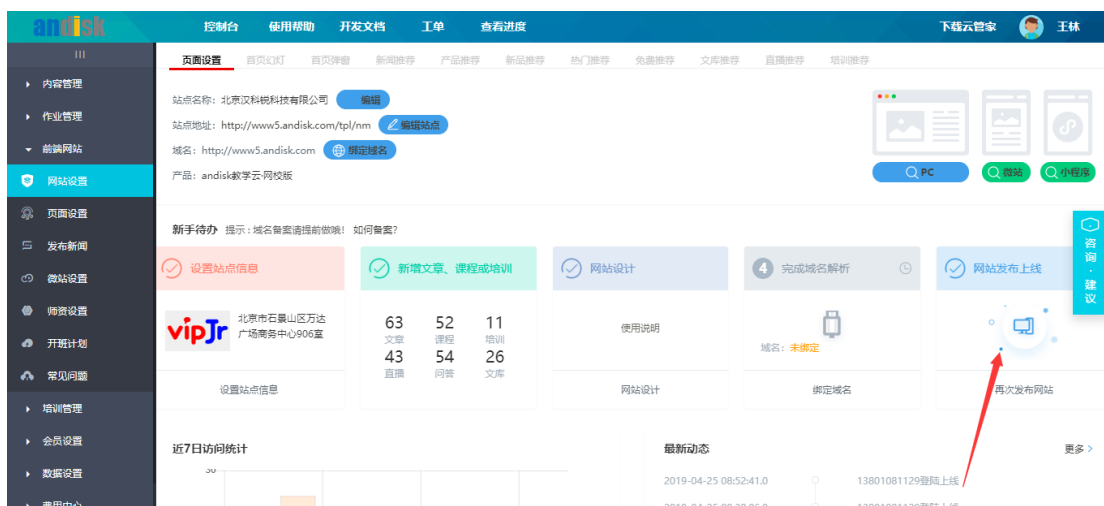 andisk 控制台 使用帮助 开发文档 工单 查看进度 下载云管家 王林
页面设置 首页幻灯 首页弹窗 新闻推荐 产品推荐 新品推荐 热门推荐 免费推荐 文库推荐 直播推荐 培训推荐
内容管理
作业管理
前端网站
网站设置
页面设置
发布新闻
微站设置
师资设置
开班计划
常见问题
培训管理
会员设置
数据设置
费用中心
站点名称: 北京汉科锐科技有限公司 编辑
站点地址: http://www5.andisk.com/tpl/nm 编辑站点
域名: http://www5.andisk.com 绑定域名
产品: andisk教学云-网校版
PC 微站 小程序
新手待办 提示:域名备案请提前做哦! 如何备案?
设置站点信息
vipJr
北京市石景山区万达
广场商务中心906室
设置站点信息
新增文章、课程或培训
63 52 11
文章 课程 培训
43 54 26
直播 问答 文库
网站设计
使用说明
网站设计
4 完成域名解析
域名: 未绑定
绑定域名
网站发布上线
再次发布网站
咨询·建议
近7日访问统计
30
最新动态 更多 >
2019-04-25 08:52:41.0 13801081129登陆上线